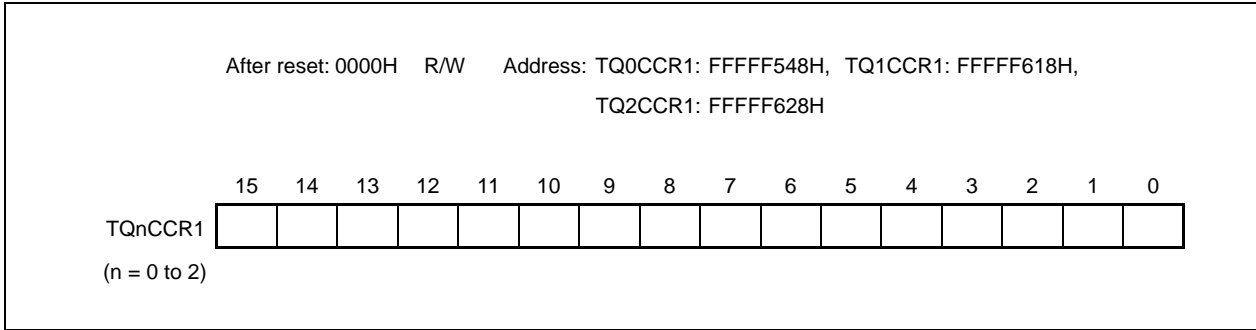 After reset: 0000H R/W Address: TQ0CCR1: FFFFF548H, TQ1CCR1: FFFFF618H,
TQ2CCR1: FFFFF628H
15 14 13 12 11 10 9 8 7 6 5 4 3 2 1 0
TQnCCR1
(n = 0 to 2)